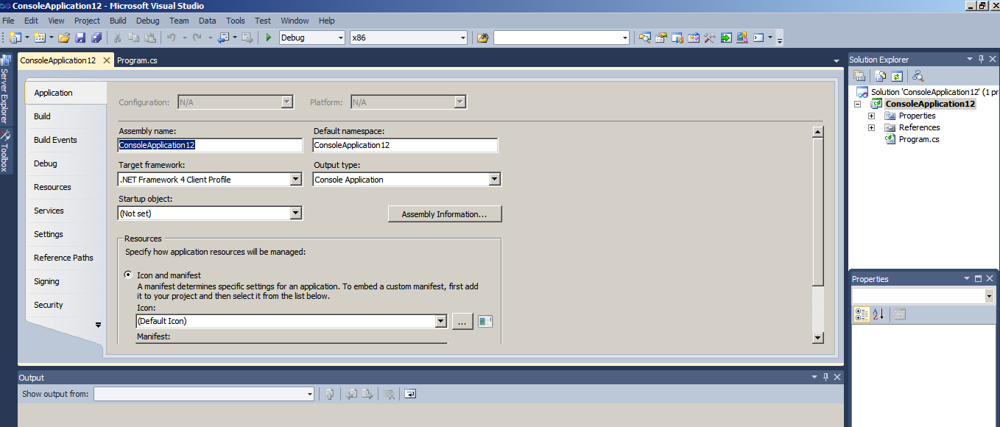 ConsoleApplication12 - Microsoft Visual Studio
File Edit View Project Build Debug Team Data Tools Test Window Help
Debug x86
ConsoleApplication12 Program.cs
Server Explorer
Toolbox
Application
Build
Build Events
Debug
Resources
Services
Settings
Reference Paths
Signing
Security
Configuration: N/A Platform: N/A
Assembly name: Default namespace:
ConsoleApplication12 ConsoleApplication12
Target framework: Output type:
.NET Framework 4 Client Profile Console Application
Startup object:
(Not set) Assembly Information...
Resources
Specify how application resources will be managed:
Icon and manifest
A manifest determines specific settings for an application. To embed a custom manifest, first add
it to your project and then select it from the list below.
Icon:
(Default Icon) ...
Manifest:
Output
Show output from:
Solution Explorer
Solution 'ConsoleApplication12' (1 pr
ConsoleApplication12
Properties
References
Program.cs
Properties